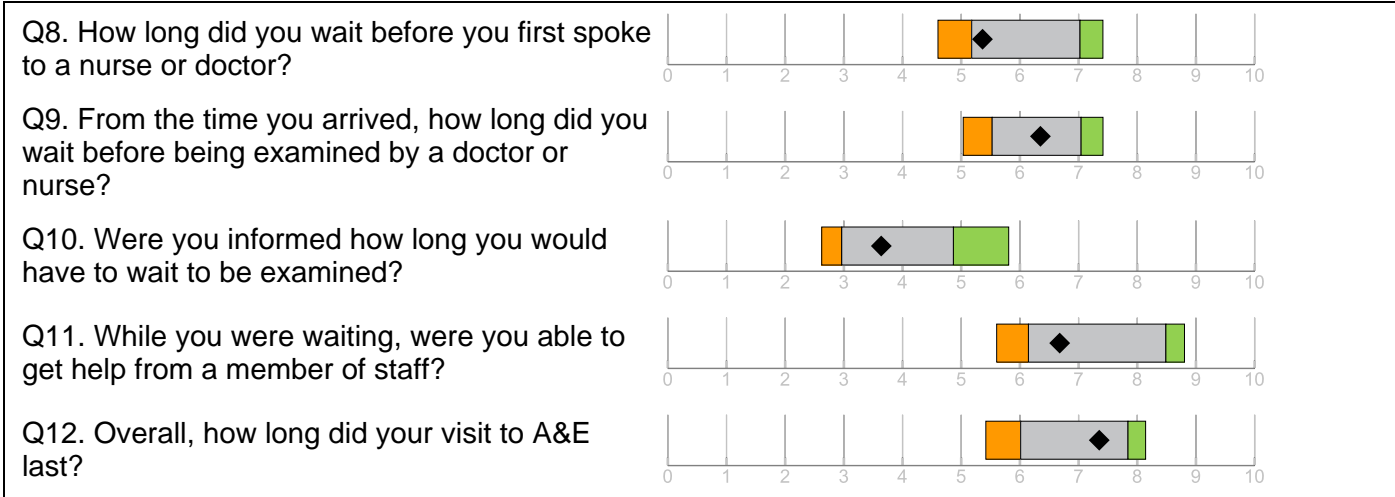 Q8. How long did you wait before you first spoke
to a nurse or doctor?
0 1 2 3 4 5 6 7 8 9 10
Q9. From the time you arrived, how long did you
wait before being examined by a doctor or
nurse?
0 1 2 3 4 5 6 7 8 9 10
Q10. Were you informed how long you would
have to wait to be examined?
0 1 2 3 4 5 6 7 8 9 10
Q11. While you were waiting, were you able to
get help from a member of staff?
0 1 2 3 4 5 6 7 8 9 10
Q12. Overall, how long did your visit to A&E
last?
0 1 2 3 4 5 6 7 8 9 10